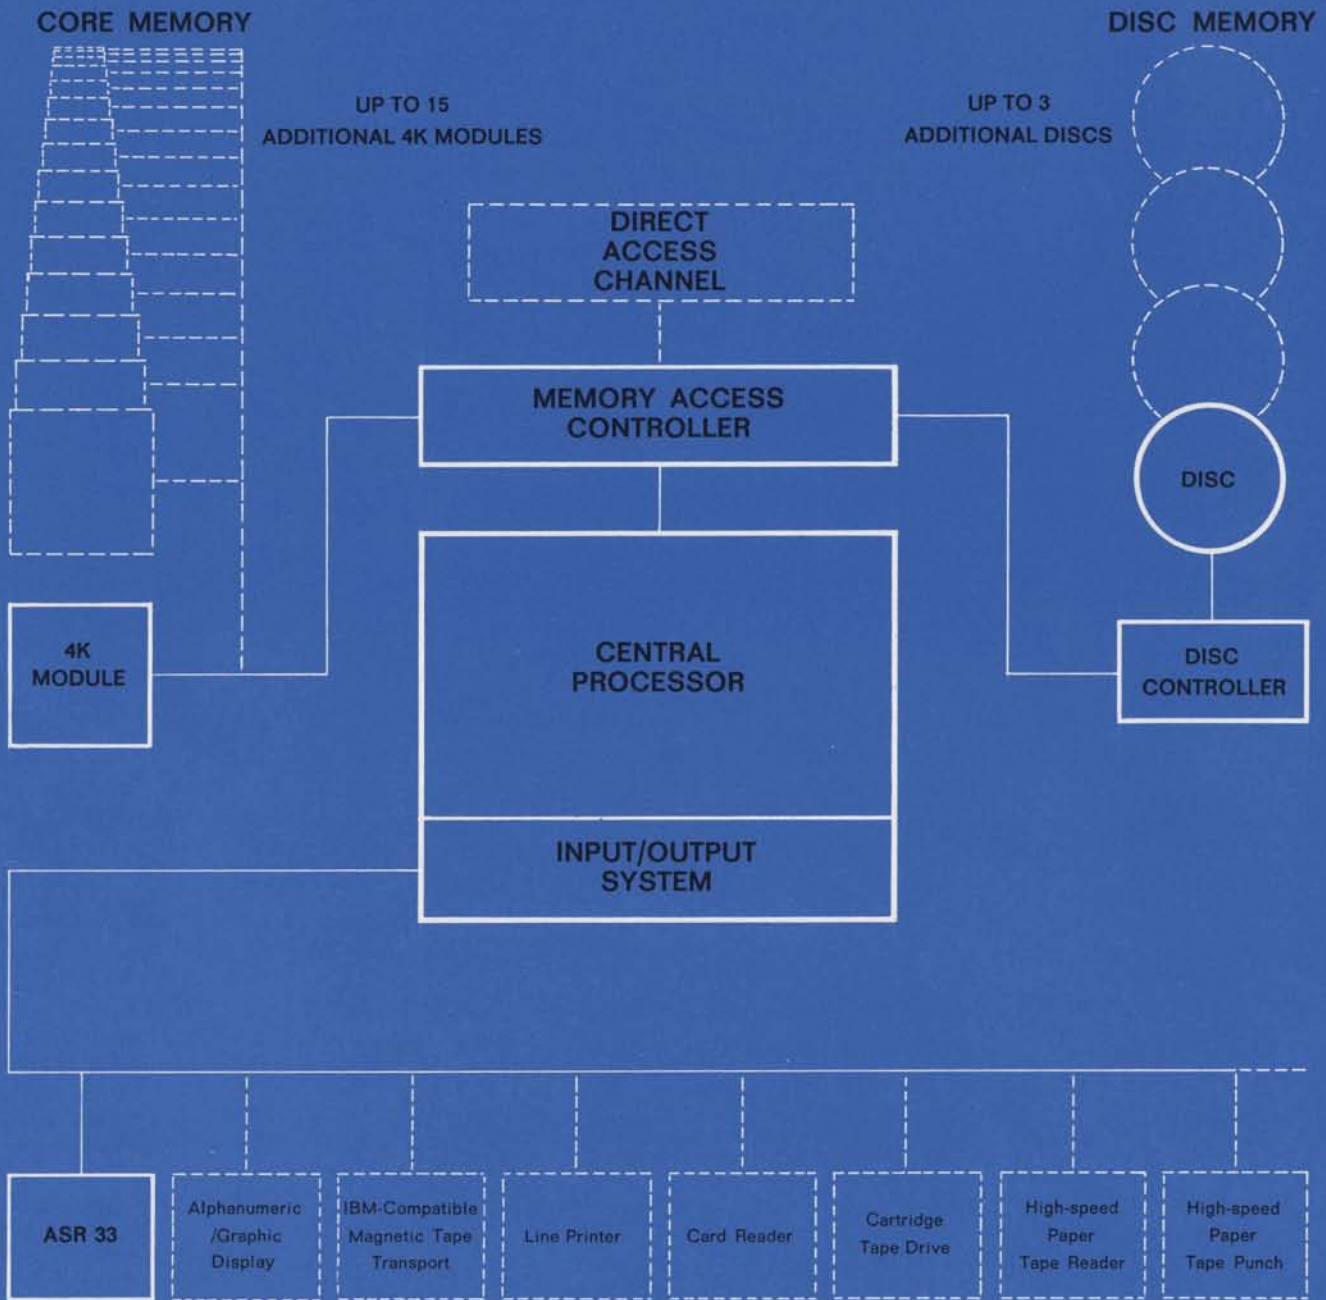 CORE MEMORY
DISC MEMORY
UP TO 15
ADDITIONAL 4K MODULES
UP TO 3
ADDITIONAL DISCS
DIRECT
ACCESS
CHANNEL
MEMORY ACCESS
CONTROLLER
DISC
4K
MODULE
CENTRAL
PROCESSOR
DISC
CONTROLLER
INPUT/OUTPUT
SYSTEM
ASR 33
Alphanumeric
/Graphic
Display
IBM-Compatible
Magnetic Tape
Transport
Line Printer
Card Reader
Cartridge
Tape Drive
High-speed
Paper
Tape Reader
High-speed
Paper
Tape Punch